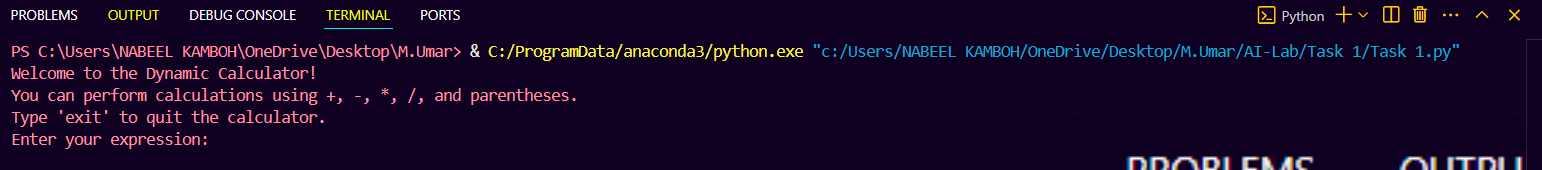 PROBLEMS OUTPUT DEBUG CONSOLE TERMINAL PORTS Python
PS C:\Users\NABEEL KAMBOH\OneDrive\Desktop\M.Umar> & C:/ProgramData/anaconda3/python.exe "c:/Users/NABEEL KAMBOH/OneDrive/Desktop/M.Umar/AI-Lab/Task 1/Task 1.py"
Welcome to the Dynamic Calculator!
You can perform calculations using +, -, *, /, and parentheses.
Type 'exit' to quit the calculator.
Enter your expression:
PROBLEMS OUTPU